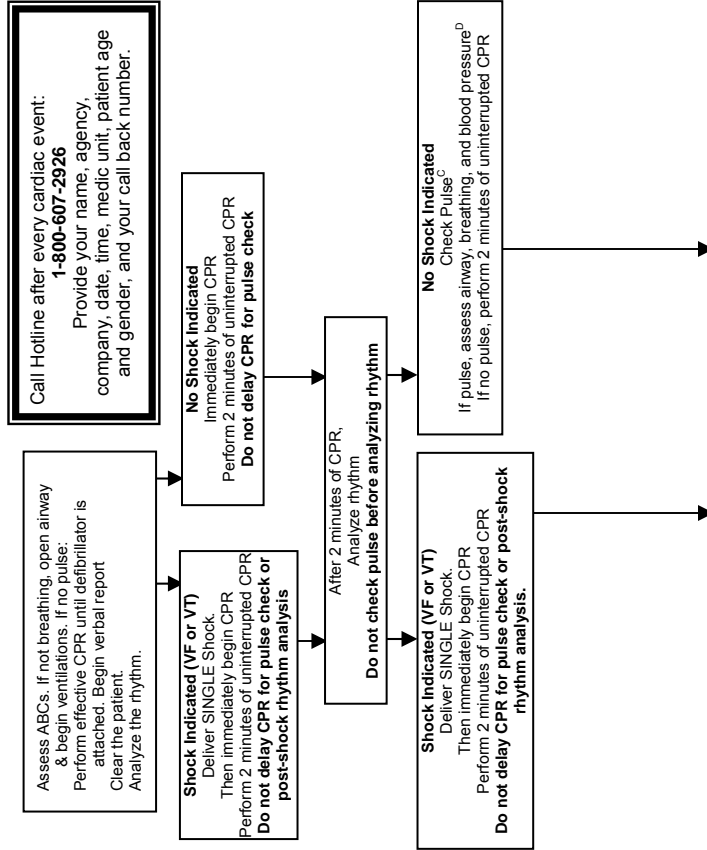 Call Hotline after every cardiac event:
1-800-607-2926
Provide your name, agency,
company, date, time, medic unit, patient age
and gender, and your call back number.
Assess ABCs. If not breathing, open airway
& begin ventilations. If no pulse:
Perform effective CPR until defibrillator is
attached. Begin verbal report
Clear the patient.
Analyze the rhythm.
Shock Indicated (VF or VT)
Deliver SINGLE Shock.
Then immediately begin CPR
Perform 2 minutes of uninterrupted CPR
Do not delay CPR for pulse check or
post-shock rhythm analysis
No Shock Indicated
Immediately begin CPR
Perform 2 minutes of uninterrupted CPR
Do not delay CPR for pulse check
After 2 minutes of CPR,
Analyze rhythm
Do not check pulse before analyzing rhythm
Shock Indicated (VF or VT)
Deliver SINGLE Shock.
Then immediately begin CPR
Perform 2 minutes of uninterrupted CPR
Do not delay CPR for pulse check or post-shock
rhythm analysis.
No Shock Indicated
Check Pulse^C
If pulse, assess airway, breathing, and blood pressure^D
If no pulse, perform 2 minutes of uninterrupted CPR